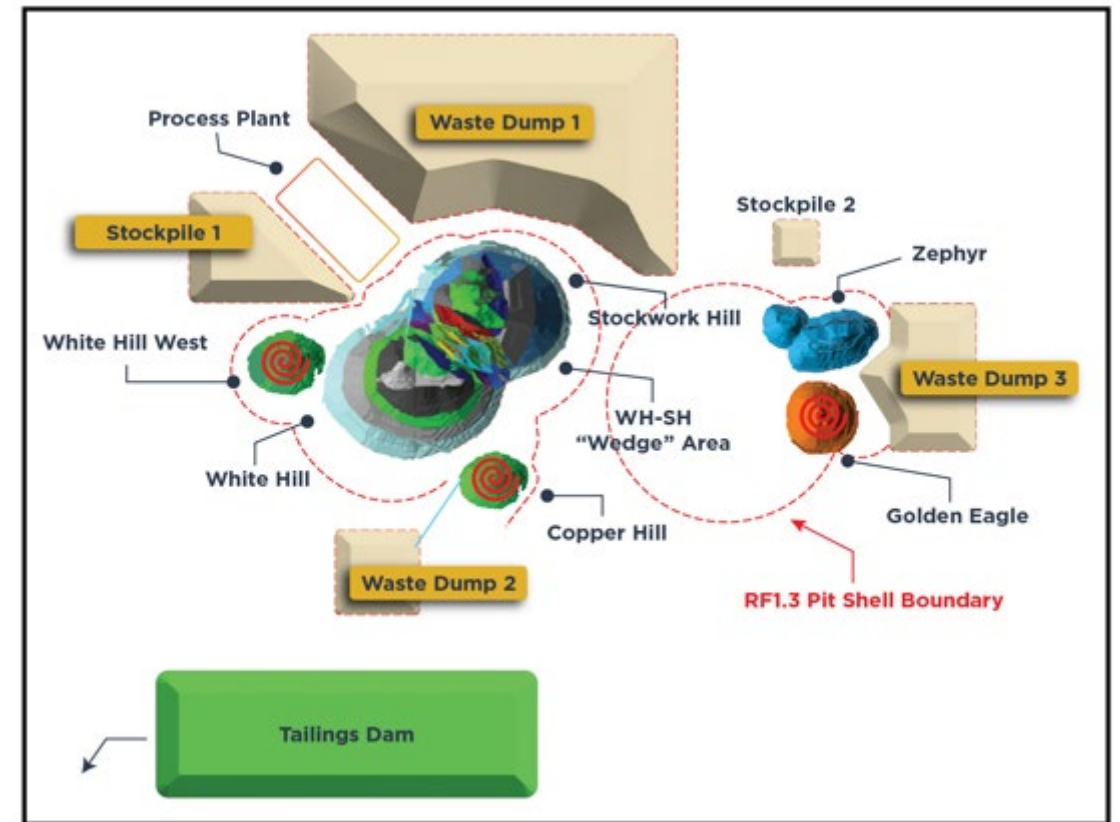 Process Plant
Waste Dump 1
Stockpile 1
Stockpile 2
Zephyr
Stockwork Hill
White Hill West
Waste Dump 3
WH-SH
“Wedge” Area
White Hill
Golden Eagle
Copper Hill
Waste Dump 2
RF1.3 Pit Shell Boundary
Tailings Dam